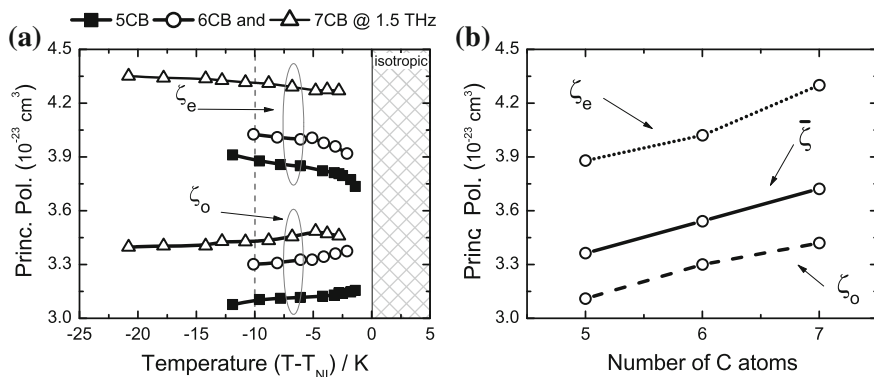 5CB 6CB and 7CB @ 1.5 THz
(a)
4.5
4.2
3.9
3.6
3.3
3.0
Princ. Pol. (10⁻²³ cm³)
isotropic
ζe
ζo
-25 -20 -15 -10 -5 0 5
Temperature (T-TNI) / K
(b)
4.5
4.2
3.9
3.6
3.3
3.0
Princ. Pol. (10⁻²³ cm³)
ζe
ζ̄
ζo
5 6 7
Number of C atoms